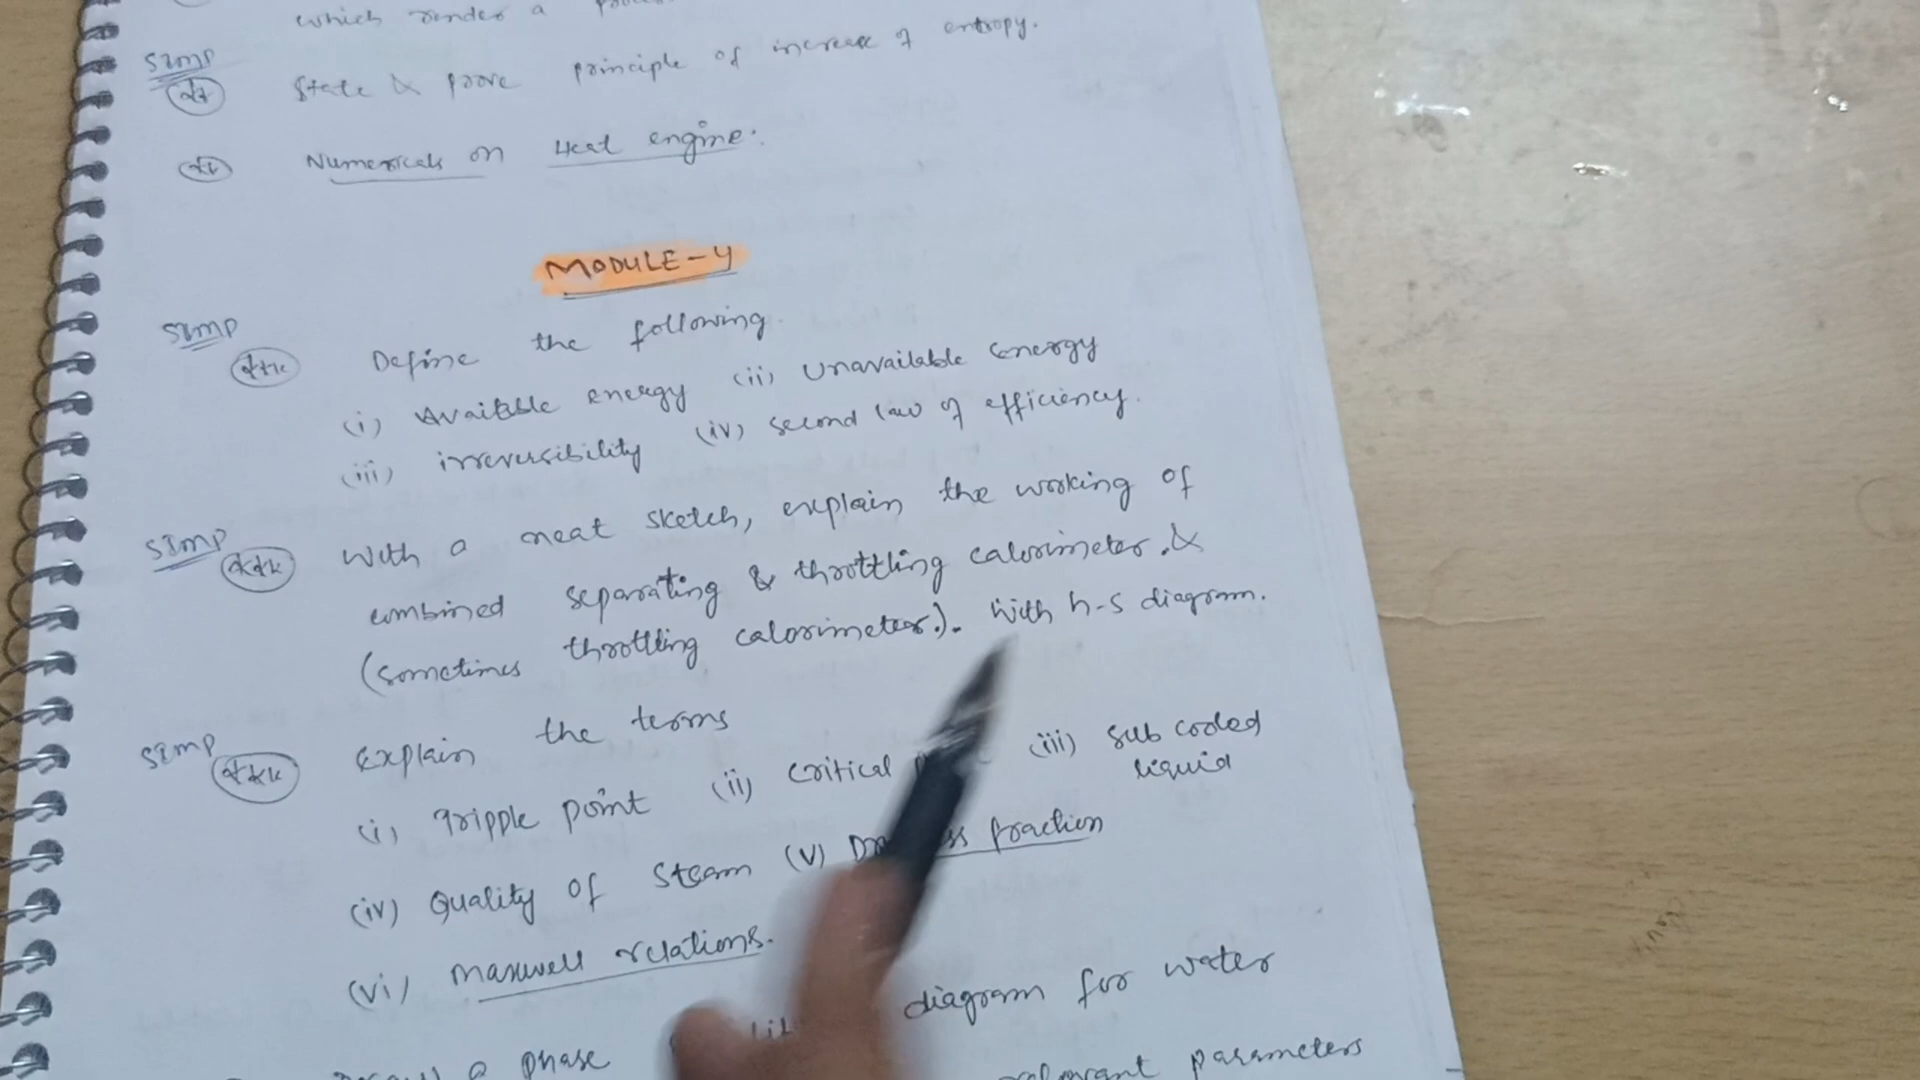 which render a
SIMP
State & prove principle of increase of entropy.
Numericals on Heat engine.
MODULE-4
SIMP
Define the following.
(i) Available energy (ii) Unavailable Energy
(iii) irreversibility (iv) second law of efficiency.
SIMP
With a neat sketch, explain the working of
combined separating & throttling calorimeter. &
(sometimes throttling calorimeter.). With h-s diagram.
SIMP
Explain the terms
(i) Tripple point (ii) critical (iii) sub cooled
liquid
(iv) Quality of steam (v) fraction
(vi) Maxwell relations.
a phase diagram for water
parameters